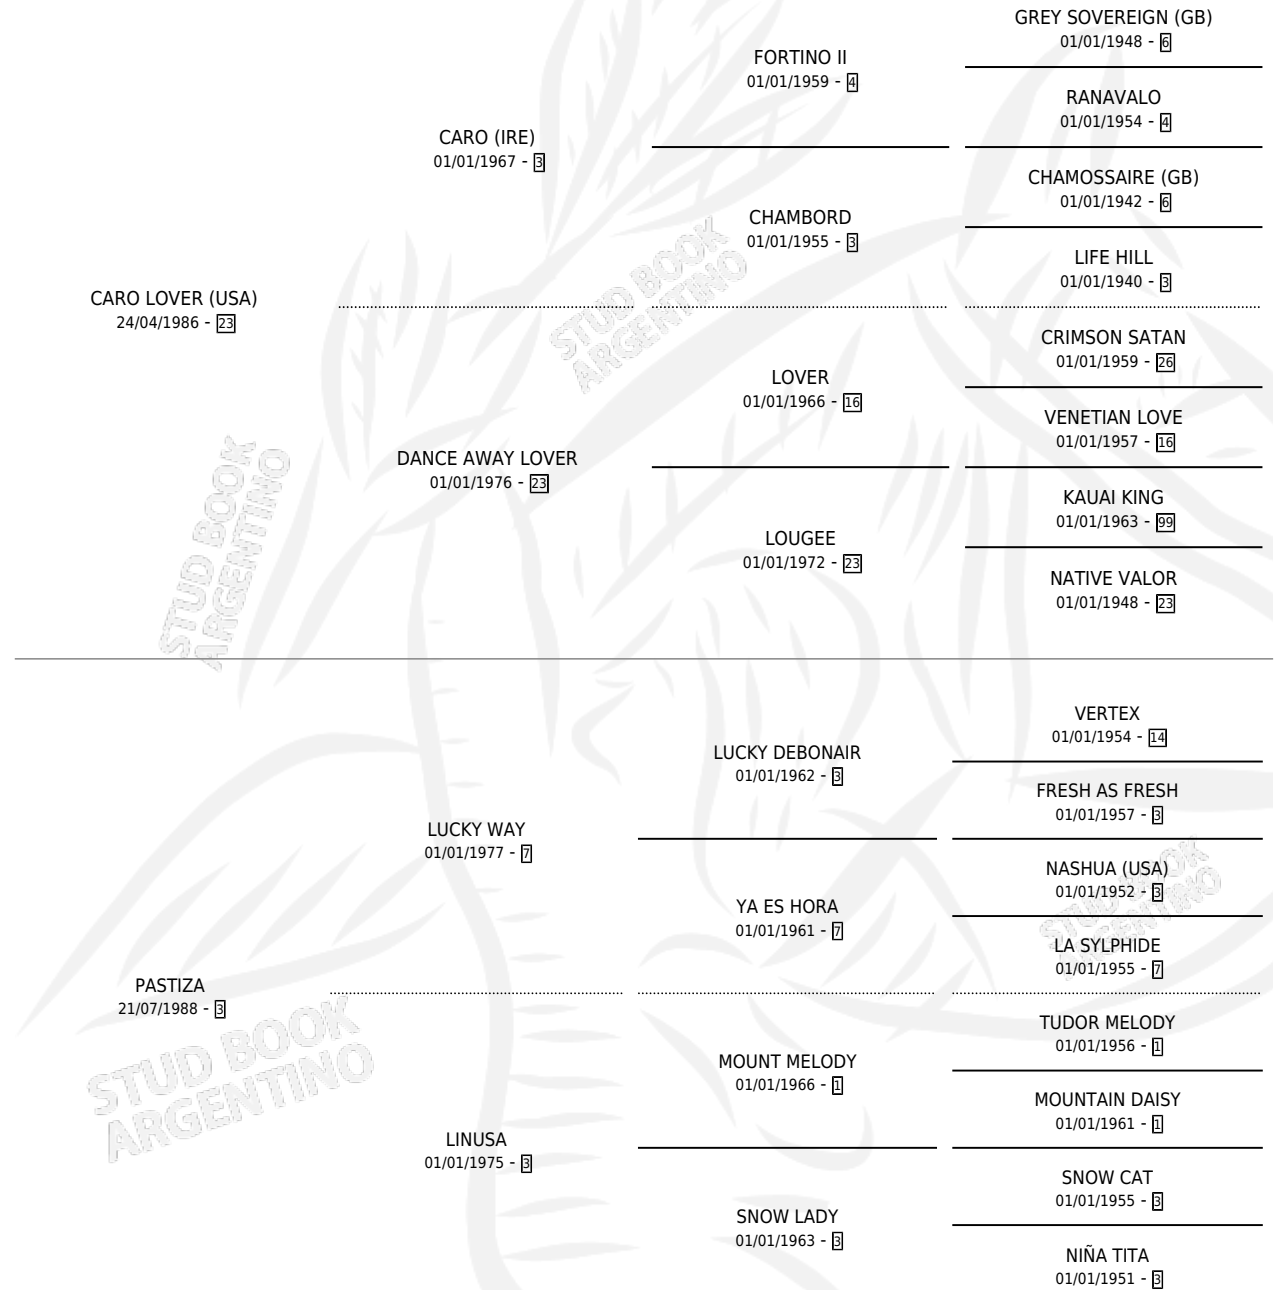 GREY SOVEREIGN (GB)
01/01/1948 - 6
FORTINO II
01/01/1959 - 4
RANAVALO
01/01/1954 - 4
CARO (IRE)
01/01/1967 - 3
CHAMOSSAIRE (GB)
01/01/1942 - 6
CHAMBORD
01/01/1955 - 3
LIFE HILL
01/01/1940 - 3
CARO LOVER (USA)
24/04/1986 - 23
STUD BOOK
ARGENTINO
CRIMSON SATAN
01/01/1959 - 26
LOVER
01/01/1966 - 16
VENETIAN LOVE
01/01/1957 - 16
DANCE AWAY LOVER
01/01/1976 - 23
KAUAI KING
01/01/1963 - 99
LOUGEE
01/01/1972 - 23
NATIVE VALOR
01/01/1948 - 23
STUD BOOK
ARGENTINO
VERTEX
01/01/1954 - 14
LUCKY DEBONAIR
01/01/1962 - 3
FRESH AS FRESH
01/01/1957 - 3
LUCKY WAY
01/01/1977 - 7
NASHUA (USA)
01/01/1952 - 3
YA ES HORA
01/01/1961 - 7
STUD BOOK
ARGENTINO
LA SYLPHIDE
01/01/1955 - 7
PASTIZA
21/07/1988 - 3
STUD BOOK
ARGENTINO
TUDOR MELODY
01/01/1956 - 1
MOUNT MELODY
01/01/1966 - 1
MOUNTAIN DAISY
01/01/1961 - 1
LINUSA
01/01/1975 - 3
SNOW CAT
01/01/1955 - 3
SNOW LADY
01/01/1963 - 3
NIÑA TITA
01/01/1951 - 3